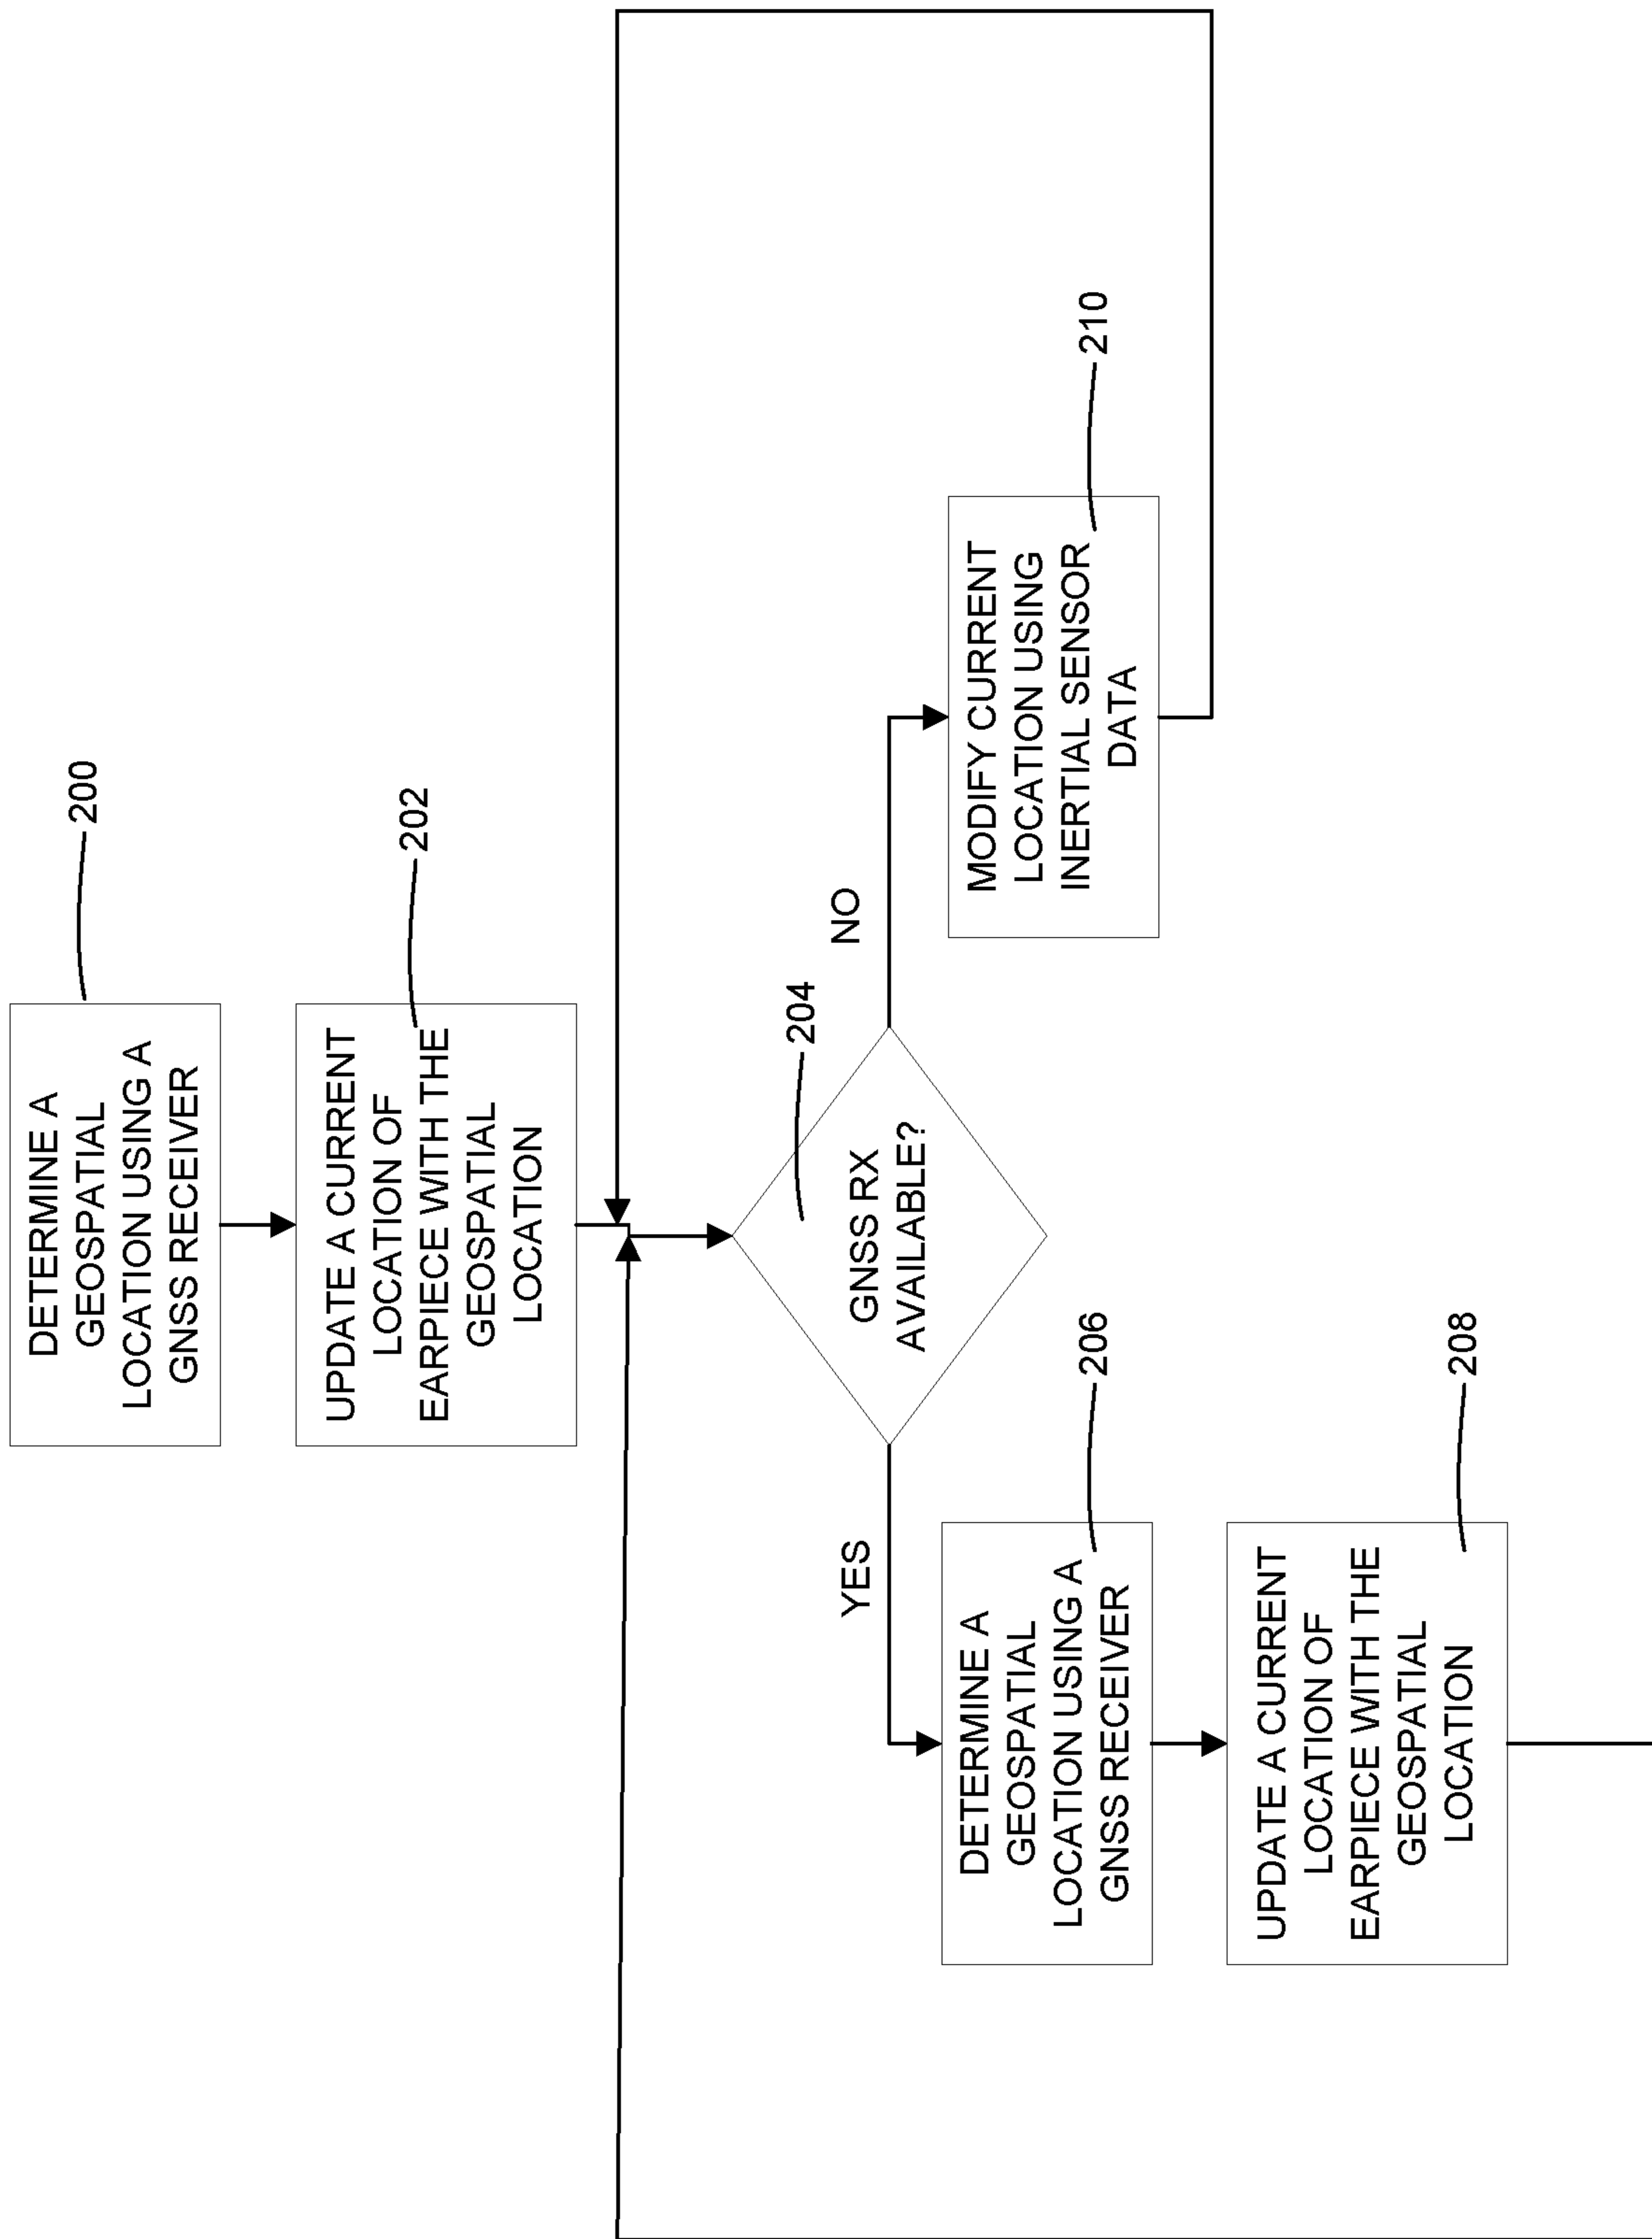 DETERMINE A
GEOSPATIAL
LOCATION USING A
GNSS RECEIVER
200
UPDATE A CURRENT
LOCATION OF
EARPIECE WITH THE
GEOSPATIAL
LOCATION
202
204
GNSS RX
AVAILABLE?
YES
NO
DETERMINE A
GEOSPATIAL
LOCATION USING A
GNSS RECEIVER
206
UPDATE A CURRENT
LOCATION OF
EARPIECE WITH THE
GEOSPATIAL
LOCATION
208
MODIFY CURRENT
LOCATION USING
INERTIAL SENSOR
DATA
210